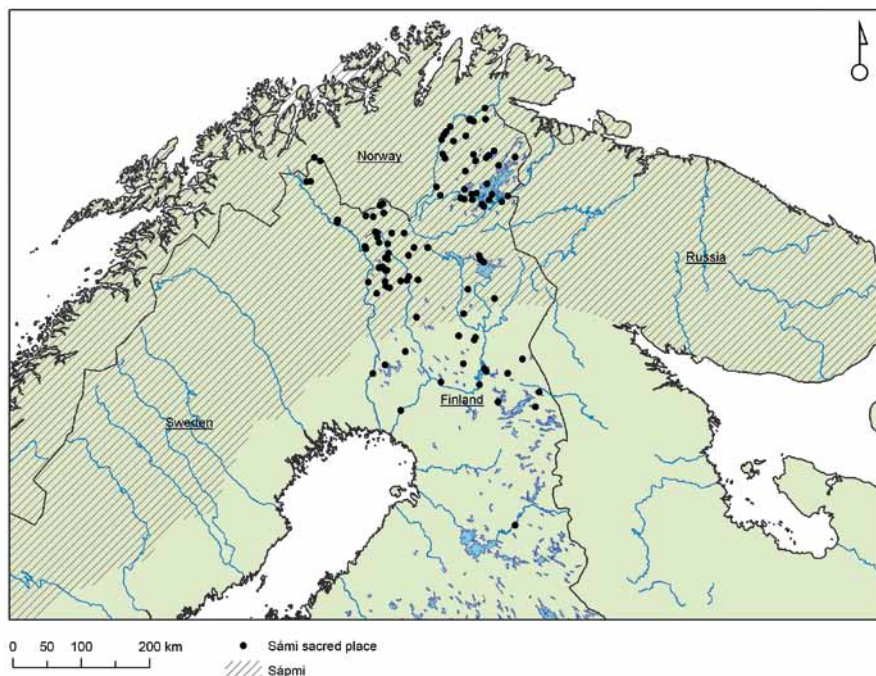 Norway
Russia
Sweden
Finland
0 50 100 200 km
Sámi sacred place
Sápmi